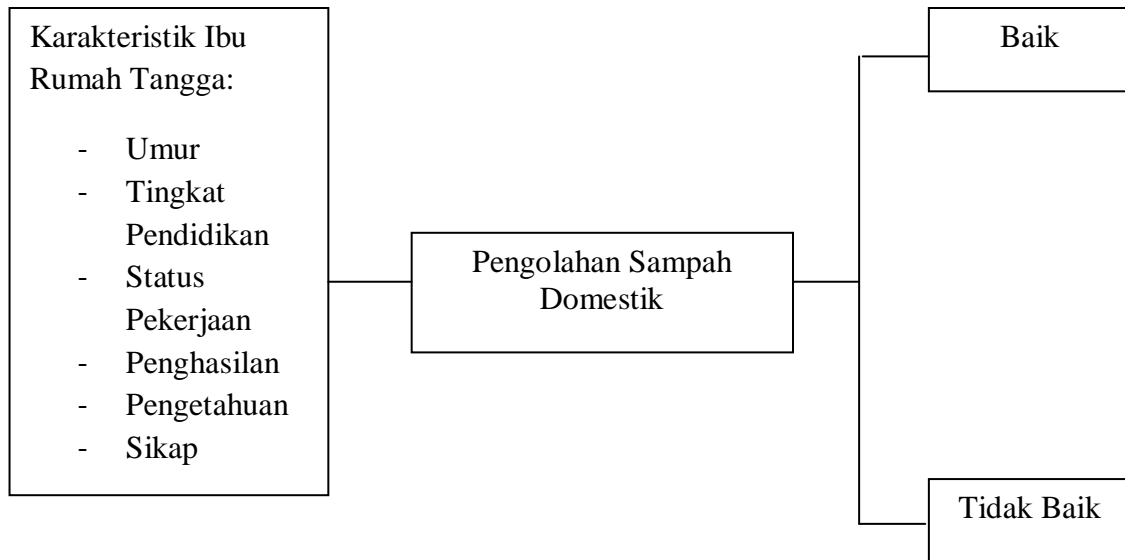 Karakteristik Ibu
Rumah Tangga:
- Umur
- Tingkat
Pendidikan
- Status
Pekerjaan
- Penghasilan
- Pengetahuan
- Sikap
Pengolahan Sampah
Domestik
Baik
Tidak Baik